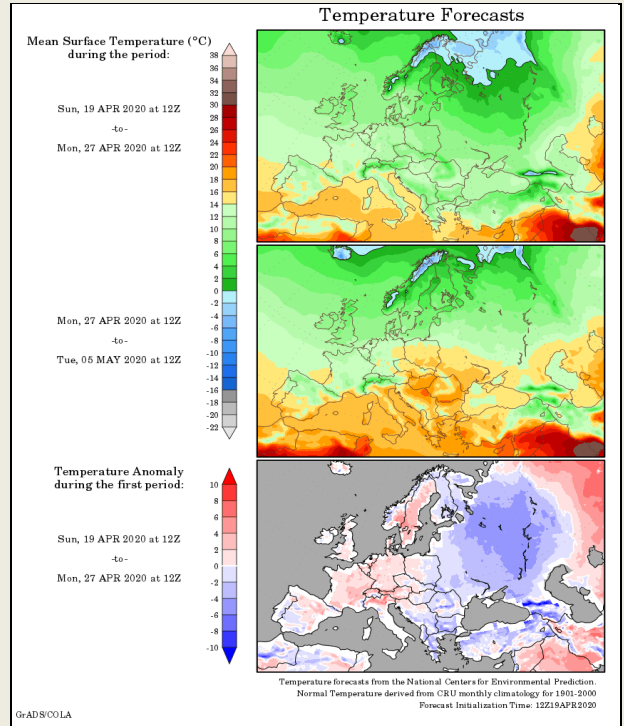 Temperature Forecasts
Mean Surface Temperature (°C)
during the period:
38
36
34
32
30
28
26
24
22
20
18
16
14
12
10
8
6
4
2
0
-2
-4
-6
-8
-10
-12
-14
-16
-18
-20
-22
Sun, 19 APR 2020 at 12Z
-to-
Mon, 27 APR 2020 at 12Z
Mon, 27 APR 2020 at 12Z
-to-
Tue, 05 MAY 2020 at 12Z
Temperature Anomaly
during the first period:
10
8
6
4
2
0
-2
-4
-6
-8
-10
Sun, 19 APR 2020 at 12Z
-to-
Mon, 27 APR 2020 at 12Z
Temperature forecasts from the National Centers for Environmental Prediction.
Normal Temperature derived from CRU monthly climatology for 1901-2000
Forecast Initialization Time: 12Z19APR2020
GrADS/COLA